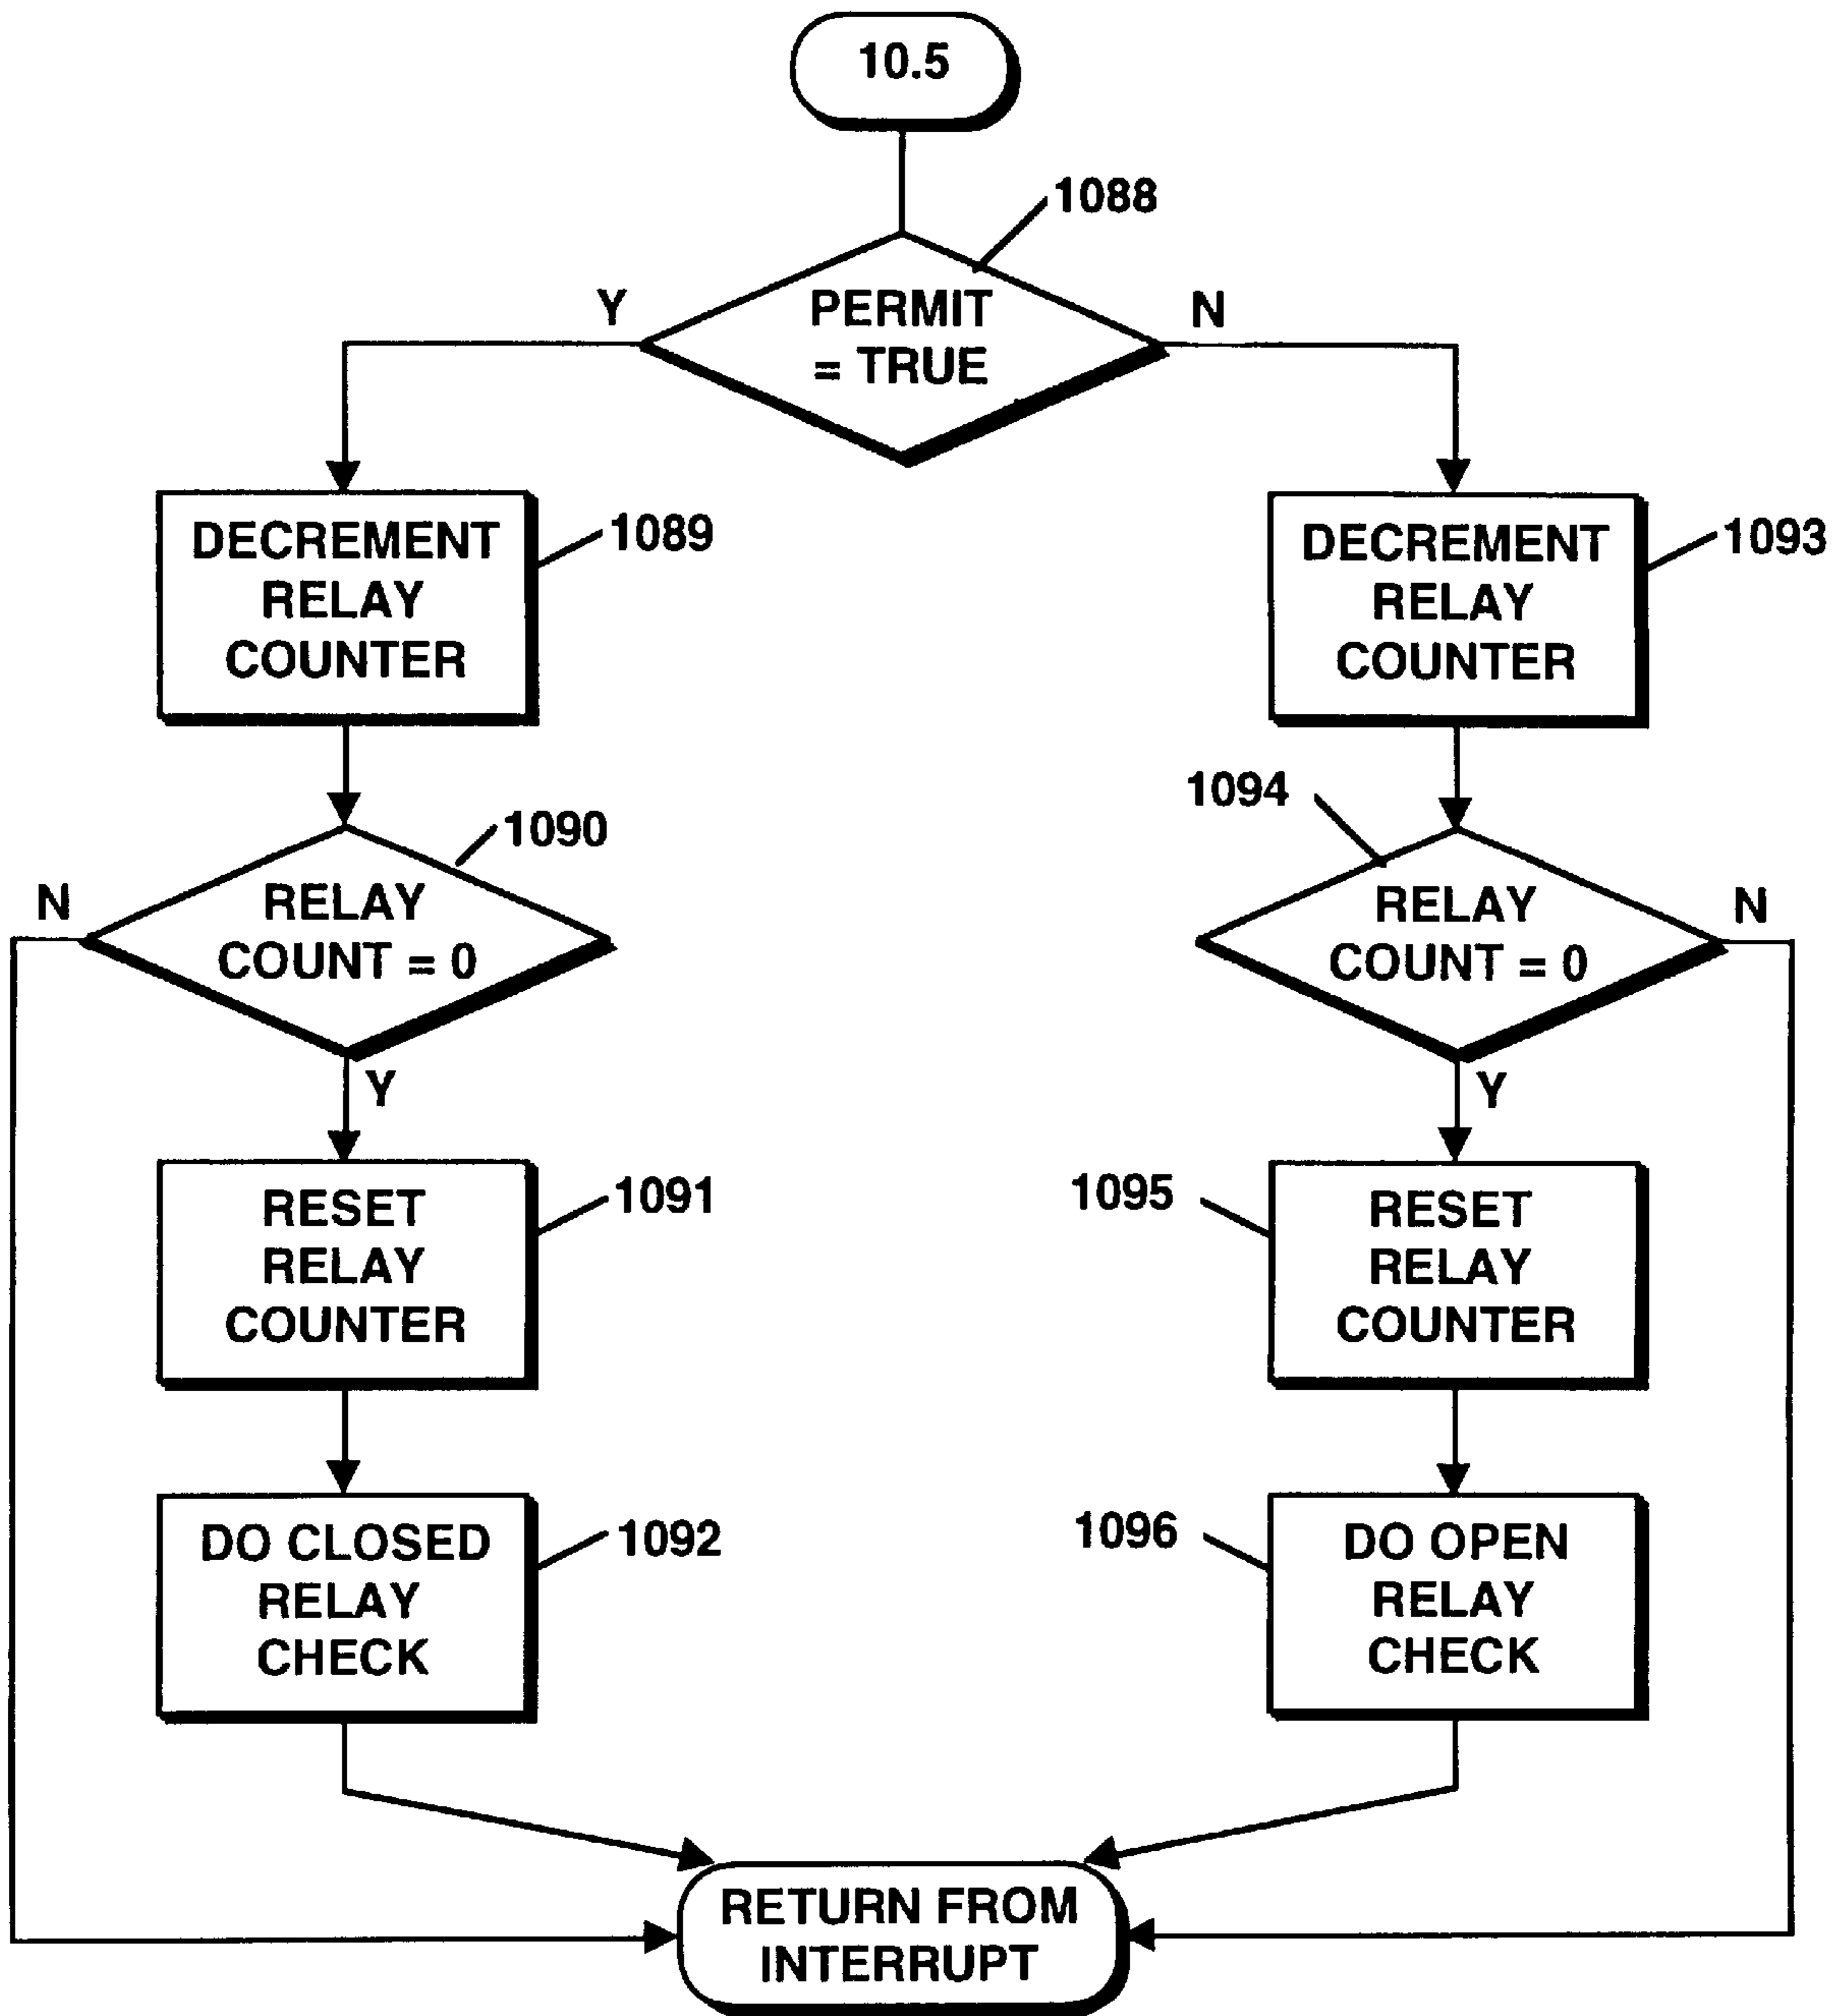 10.5
1088
Y
PERMIT
= TRUE
N
DECREMENT
RELAY
COUNTER
1089
DECREMENT
RELAY
COUNTER
1093
1090
N
RELAY
COUNT = 0
Y
1094
RELAY
COUNT = 0
N
Y
RESET
RELAY
COUNTER
1091
1095
RESET
RELAY
COUNTER
DO CLOSED
RELAY
CHECK
1092
1096
DO OPEN
RELAY
CHECK
RETURN FROM
INTERRUPT